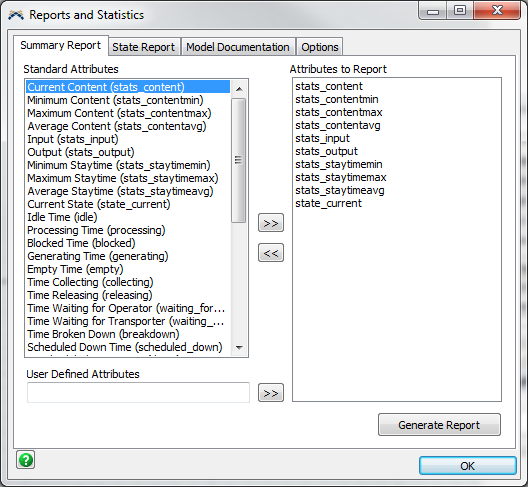 Reports and Statistics
Summary Report
State Report
Model Documentation
Options
Standard Attributes
Current Content (stats_content)
Minimum Content (stats_contentmin)
Maximum Content (stats_contentmax)
Average Content (stats_contentavg)
Input (stats_input)
Output (stats_output)
Minimum Staytime (stats_staytimemin)
Maximum Staytime (stats_staytimemax)
Average Staytime (stats_staytimeavg)
Current State (state_current)
Idle Time (idle)
Processing Time (processing)
Blocked Time (blocked)
Generating Time (generating)
Empty Time (empty)
Time Collecting (collecting)
Time Releasing (releasing)
Time Waiting for Operator (waiting_for...
Time Waiting for Transporter (waiting_...
Time Broken Down (breakdown)
Scheduled Down Time (scheduled_down)
>>
<<
Attributes to Report
stats_content
stats_contentmin
stats_contentmax
stats_contentavg
stats_input
stats_output
stats_staytimemin
stats_staytimemax
stats_staytimeavg
state_current
User Defined Attributes
>>
Generate Report
?
OK